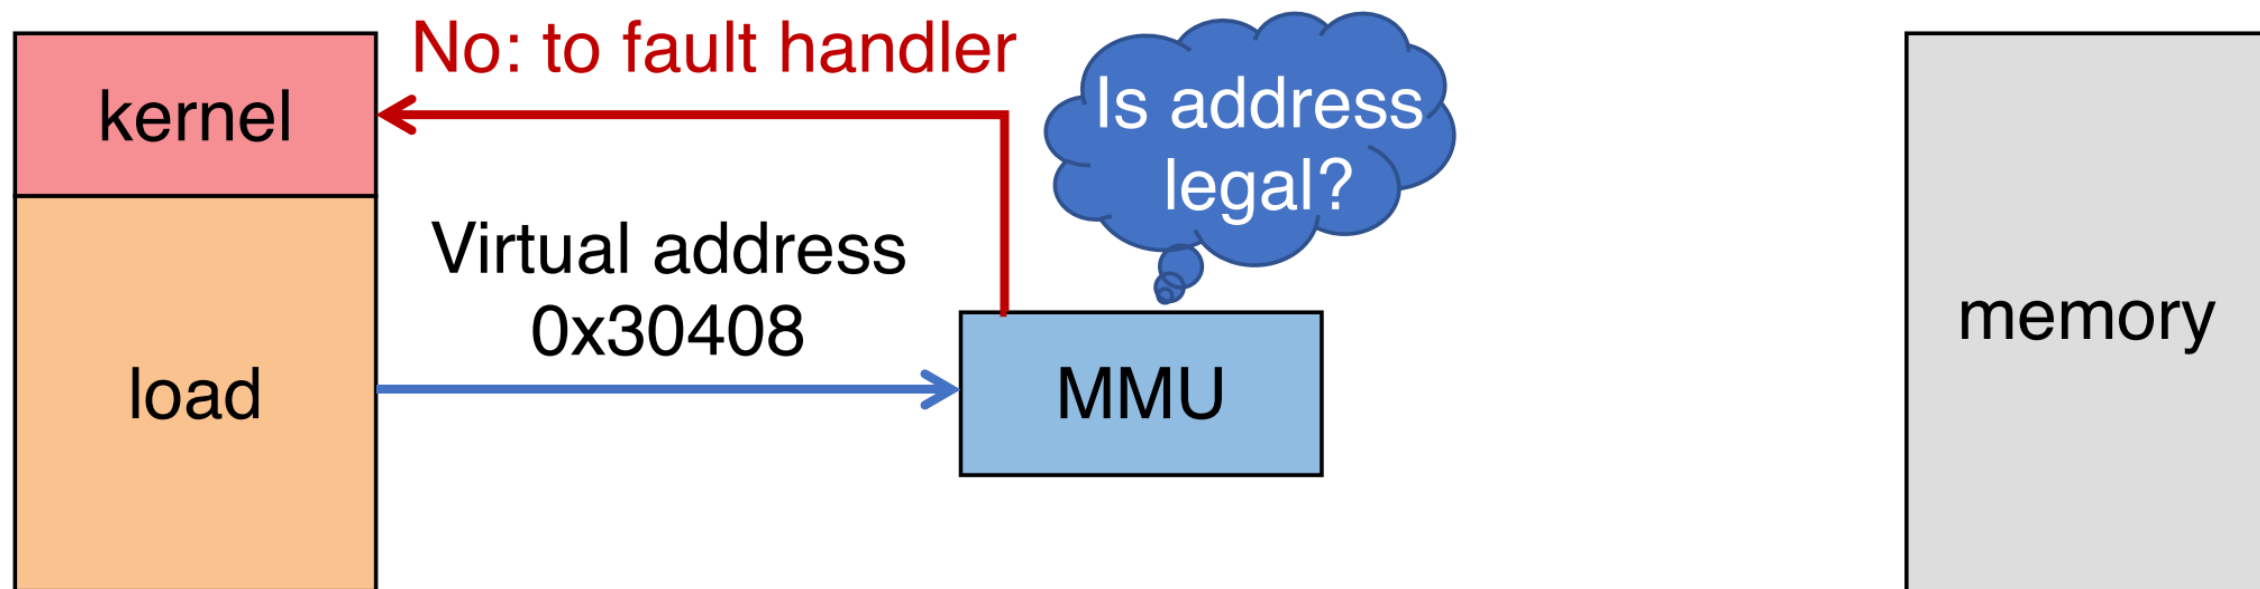 No: to fault handler
kernel
Is address
legal?
Virtual address
0x30408
load
MMU
memory